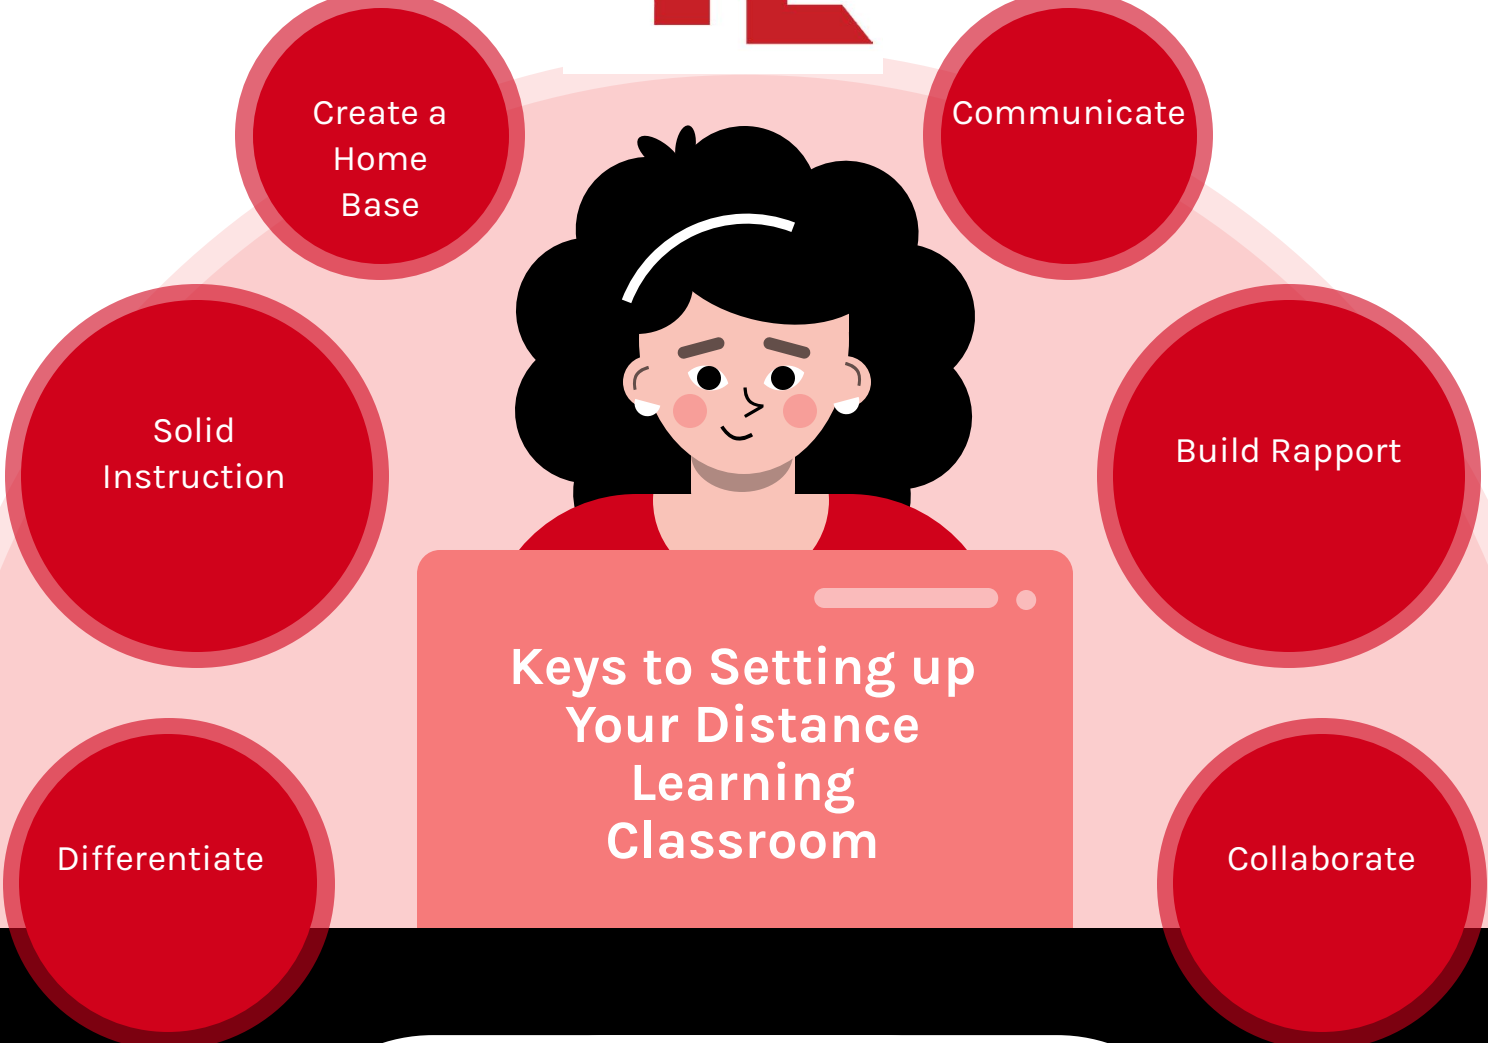 Create a
Home
Base
Communicate
Solid
Instruction
Build Rapport
Keys to Setting up
Your Distance
Learning
Classroom
Differentiate
Collaborate